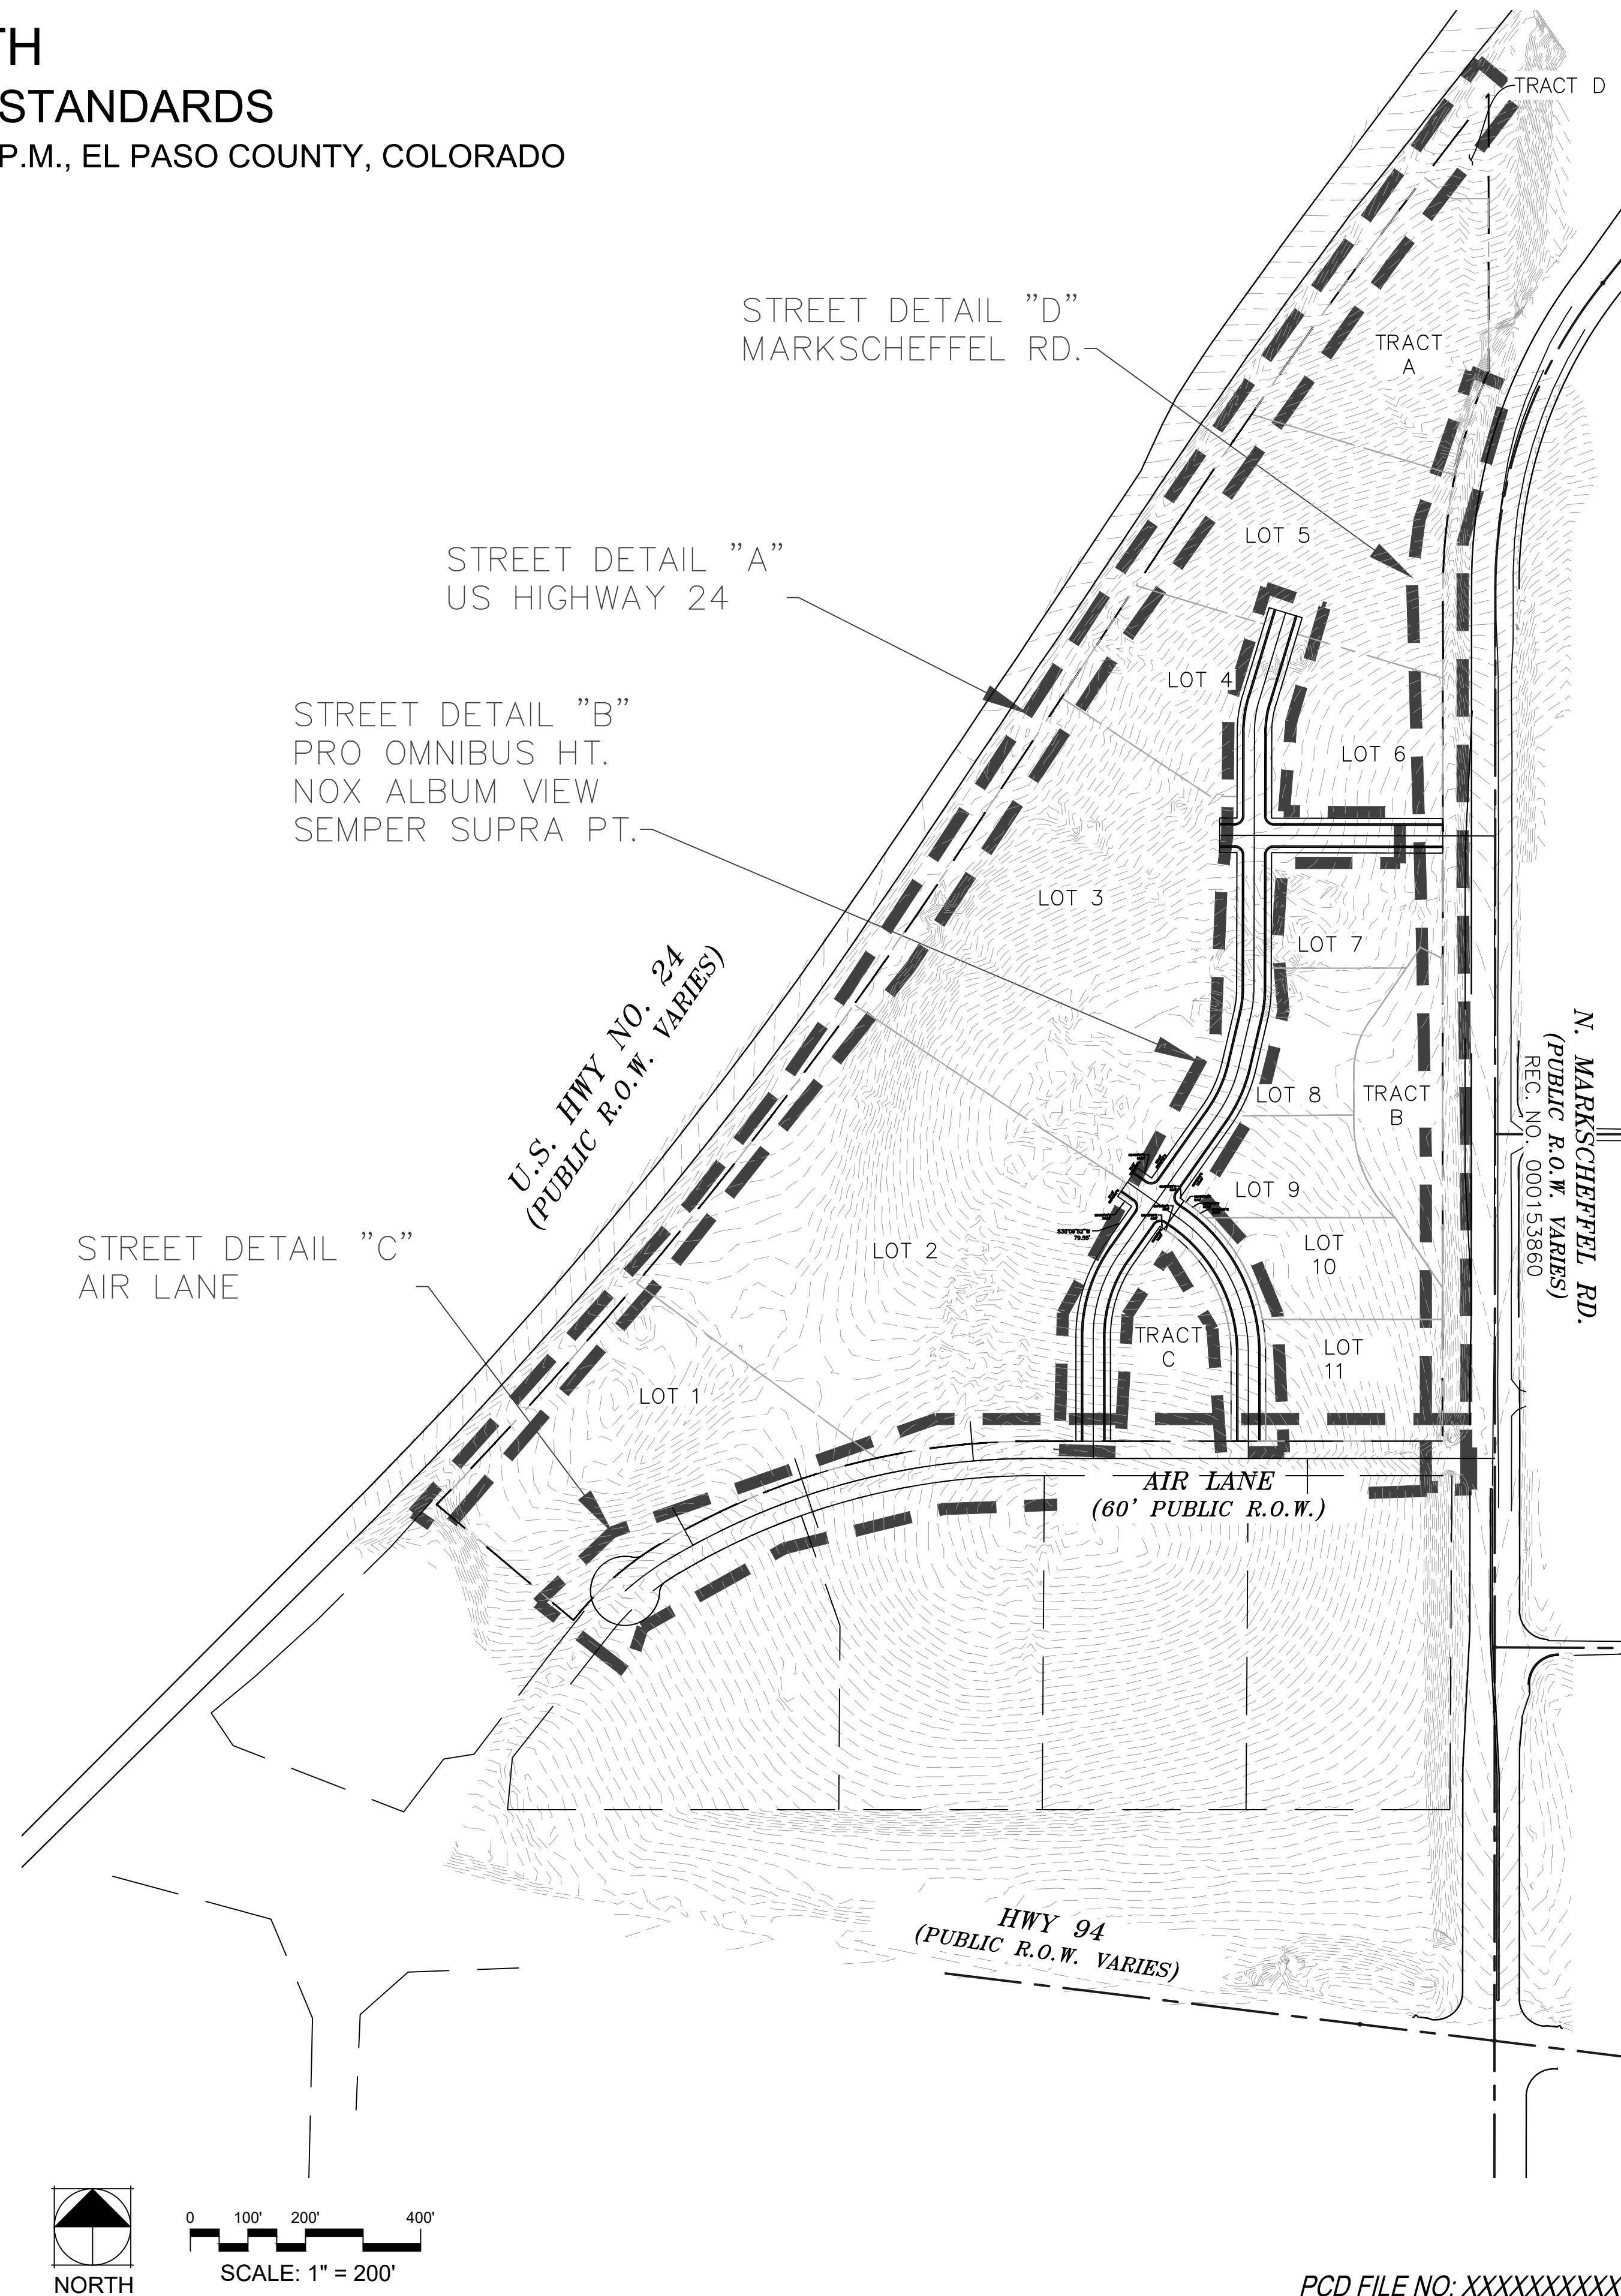 TH
STANDARDS
P.M., EL PASO COUNTY, COLORADO
TRACT D
STREET DETAIL "D"
MARKSCHEFFEL RD.
TRACT
A
STREET DETAIL "A"
US HIGHWAY 24
LOT 5
LOT 4
STREET DETAIL "B"
PRO OMNIBUS HT.
NOX ALBUM VIEW
SEMPER SUPRA PT.
LOT 6
LOT 3
LOT 7
U.S. HWY NO. 24
(PUBLIC R.O.W. VARIES)
N. MARKSCHEFFEL RD.
(PUBLIC R.O.W. VARIES)
REC. NO. 000153860
LOT 8
TRACT
B
LOT 9
STREET DETAIL "C"
AIR LANE
LOT 2
LOT
10
TRACT
C
LOT
11
LOT 1
AIR LANE
(60' PUBLIC R.O.W.)
HWY 94
(PUBLIC R.O.W. VARIES)
NORTH
0 100' 200' 400'
SCALE: 1" = 200'
PCD FILE NO: XXXXXXXXXX